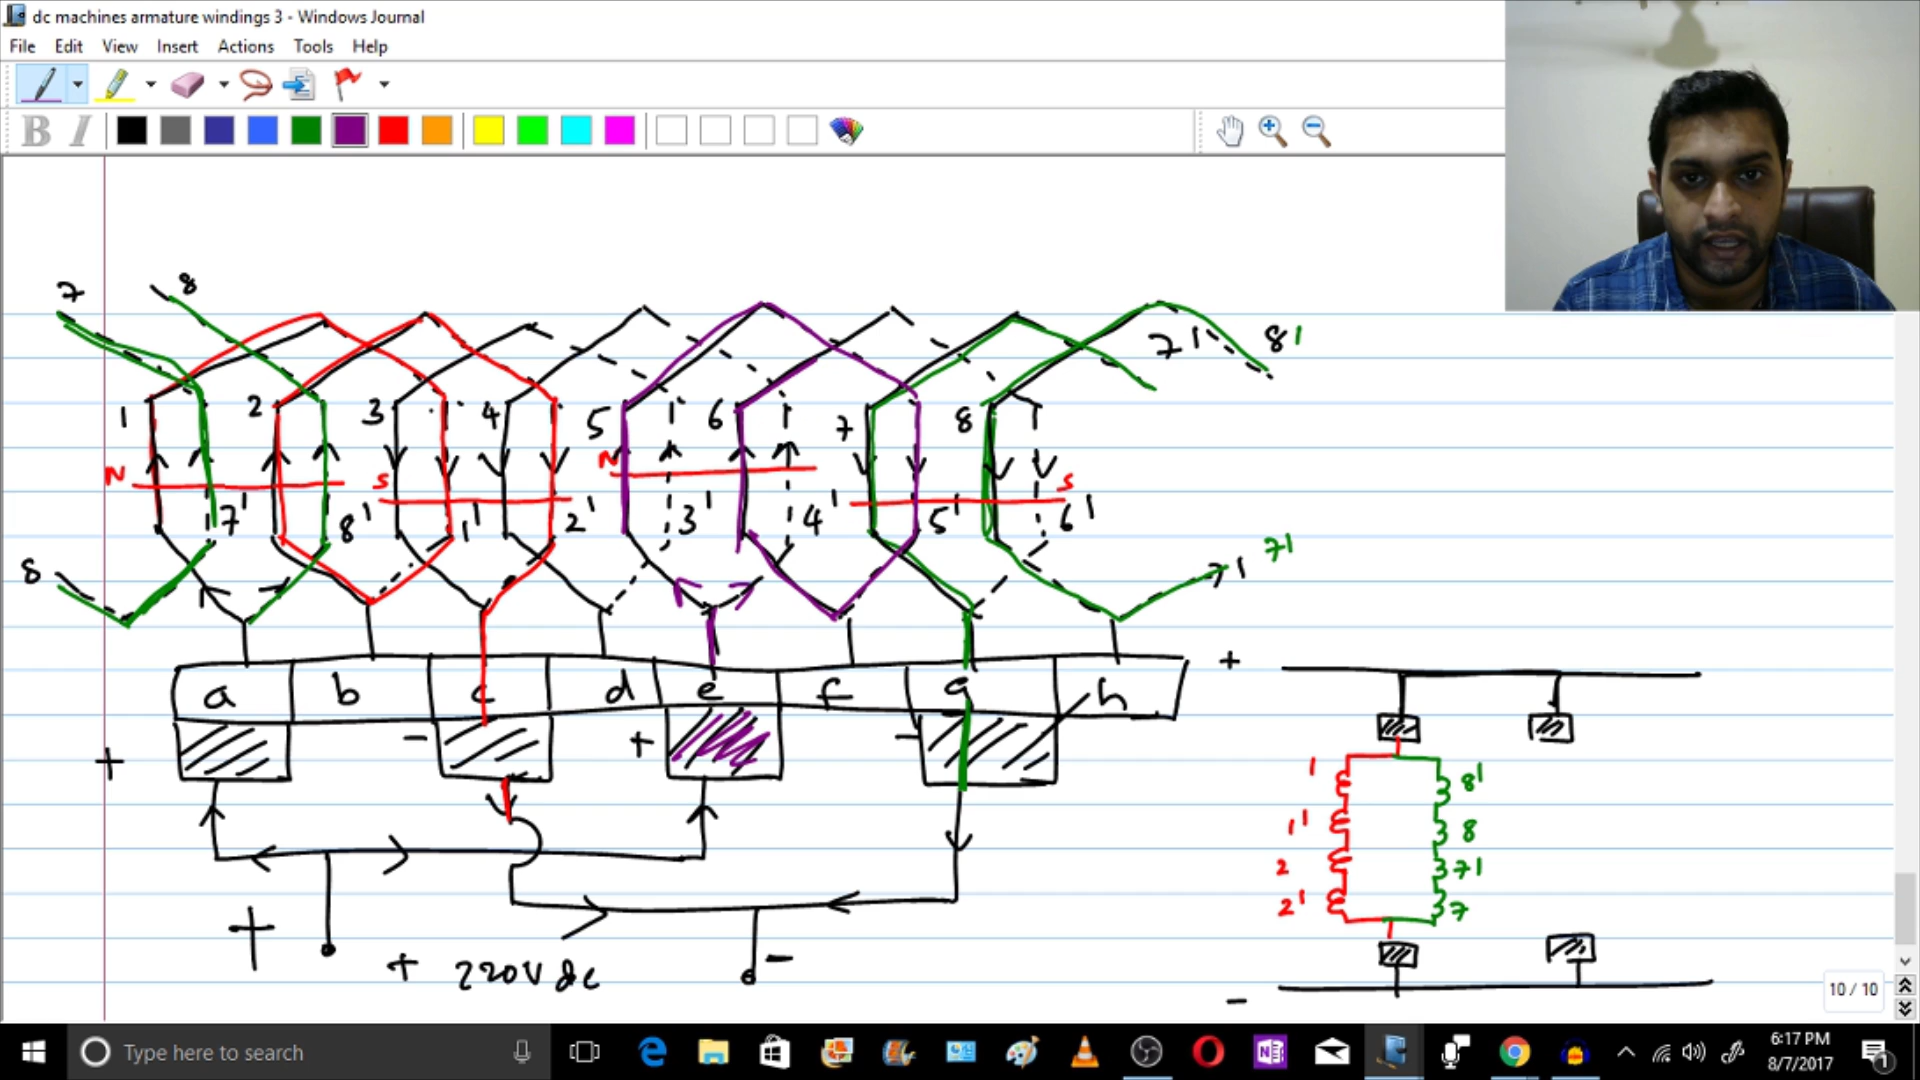 dc machines armature windings 3 - Windows Journal
File Edit View Insert Actions Tools Help
B I
7 8
7' 8'
1 2 3 4 5 6 7 8
N S N S
7' 8' 1' 2' 3' 4' 5' 6'
8 7' 7'
a b c d e f g h
+ - + -
+ + 220V dc -
+
1 8'
1' 8
2 7'
2' 7
-
10 / 10
Type here to search
6:17 PM
8/7/2017
1